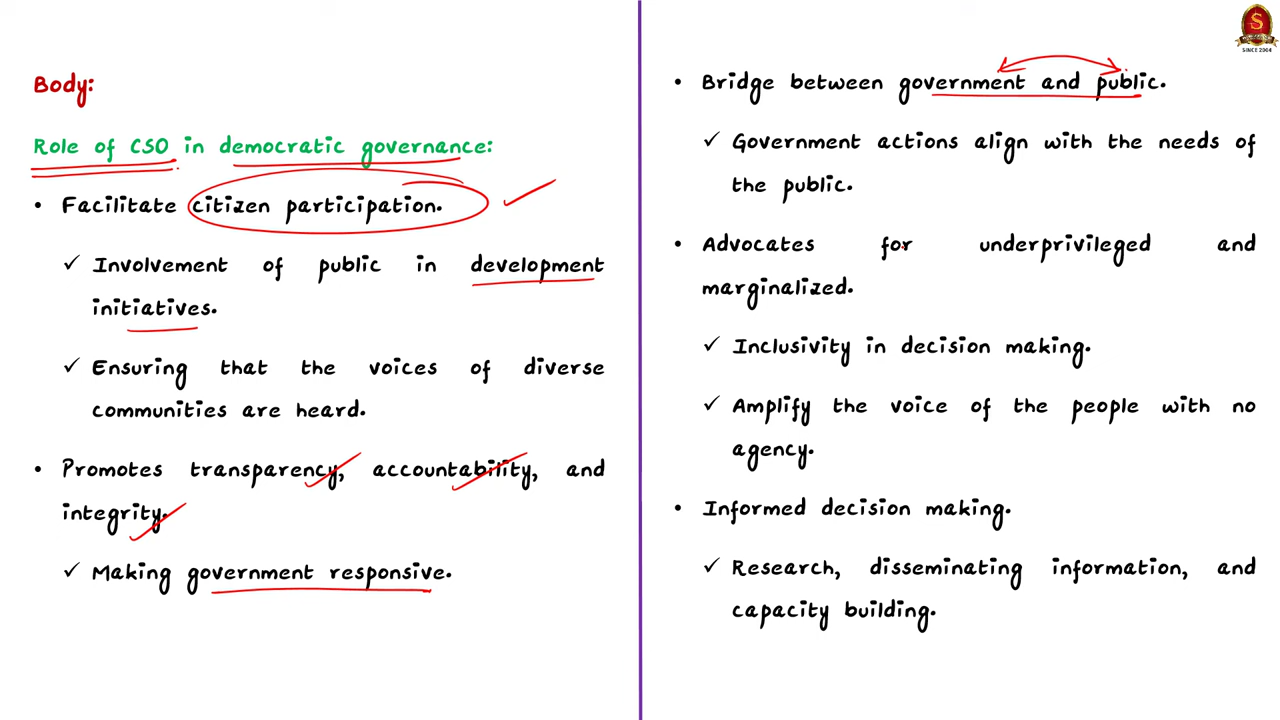 Body:
Role of CSO in democratic governance:
• Facilitate citizen participation.
✓ Involvement of public in development
initiatives.
✓ Ensuring that the voices of diverse
communities are heard.
• Promotes transparency, accountability, and
integrity.
✓ Making government responsive.
• Bridge between government and public.
✓ Government actions align with the needs of
the public.
• Advocates for underprivileged and
marginalized.
✓ Inclusivity in decision making.
✓ Amplify the voice of the people with no
agency.
• Informed decision making.
✓ Research, disseminating information, and
capacity building.
S
SINCE 2004